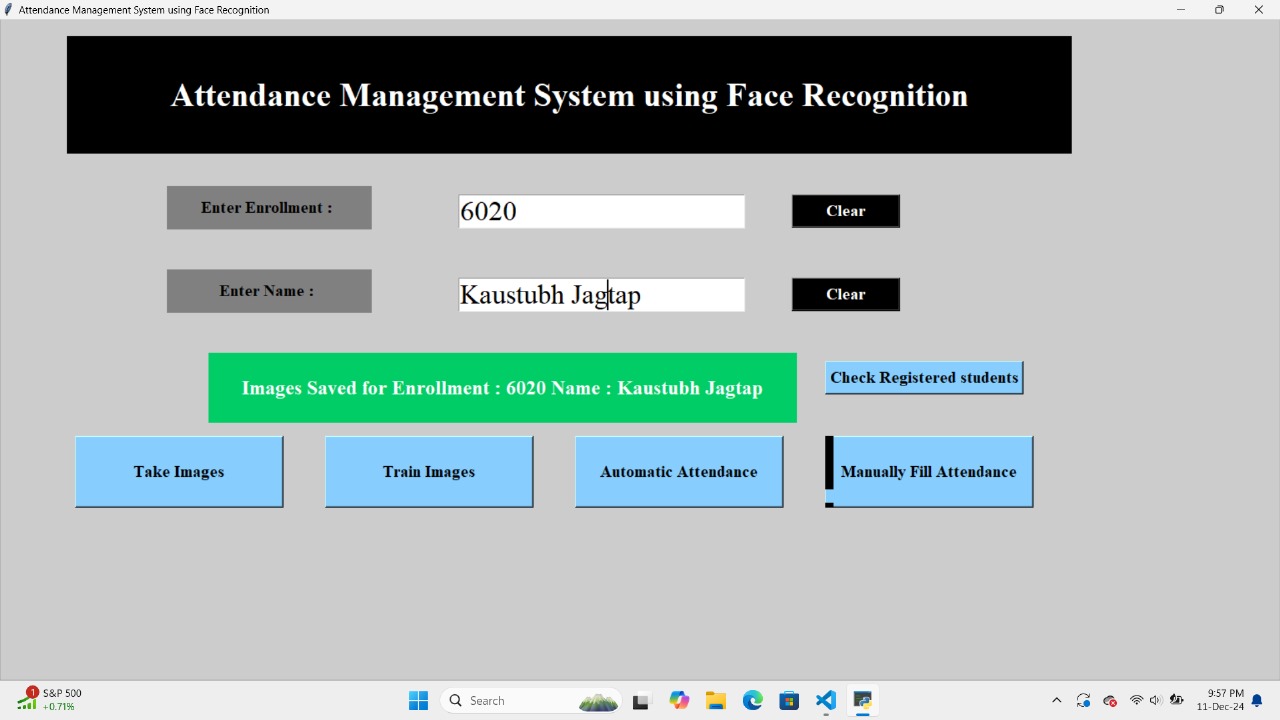 Attendance Management System using Face Recognition
Attendance Management System using Face Recognition
Enter Enrollment :
6020
Clear
Enter Name :
Kaustubh Jagtap
Clear
Images Saved for Enrollment : 6020 Name : Kaustubh Jagtap
Check Registered students
Take Images
Train Images
Automatic Attendance
Manually Fill Attendance
1
S&P 500
+0.71%
Search
9:57 PM
11-Dec-24